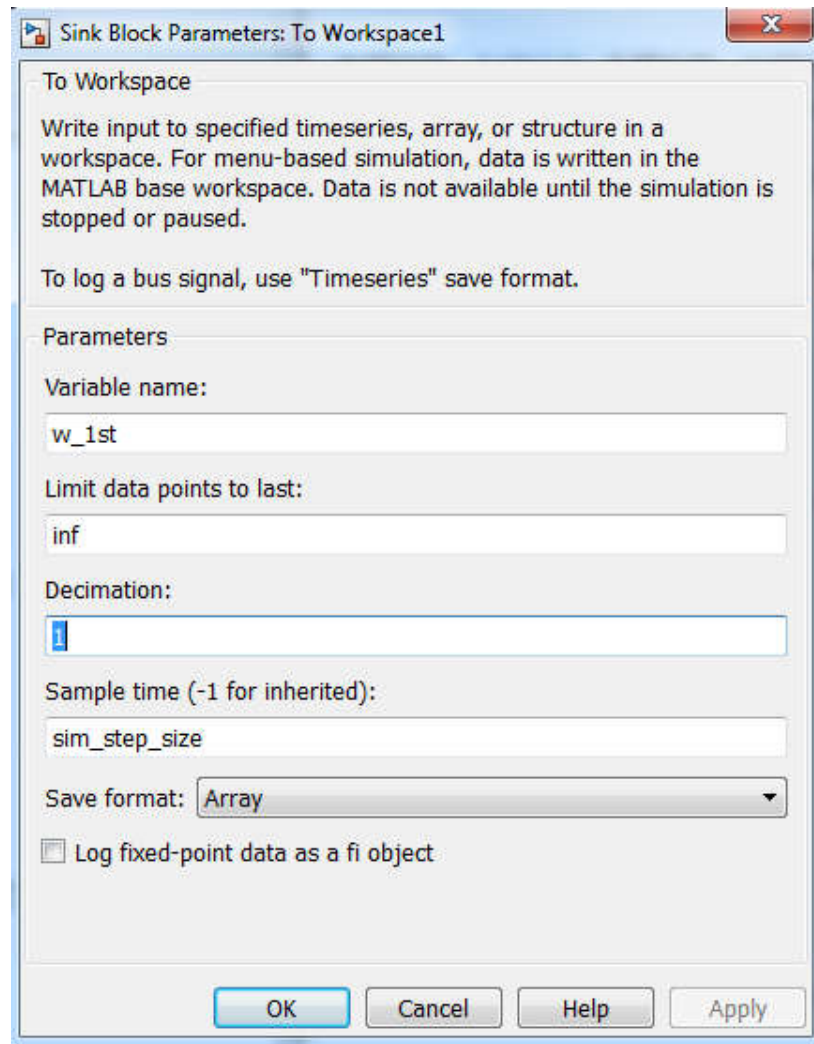 Sink Block Parameters: To Workspace1
X
To Workspace
Write input to specified timeseries, array, or structure in a
workspace. For menu-based simulation, data is written in the
MATLAB base workspace. Data is not available until the simulation is
stopped or paused.
To log a bus signal, use "Timeseries" save format.
Parameters
Variable name:
w_1st
Limit data points to last:
inf
Decimation:
1
Sample time (-1 for inherited):
sim_step_size
Save format: Array
Log fixed-point data as a fi object
OK Cancel Help Apply